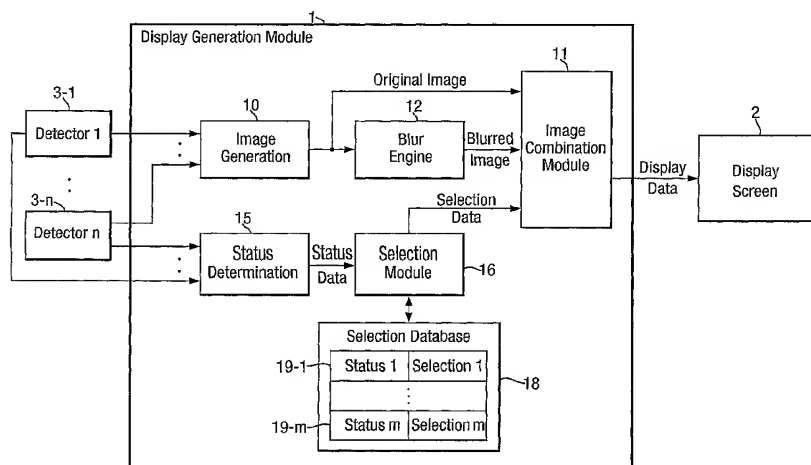 1
Display Generation Module
11
3-1
Detector 1
Original Image
10
Image
Generation
12
Blur
Engine
Blurred
Image
Image
Combination
Module
2
Display
Screen
Display
Data
3-n
Detector n
Selection
Data
15
Status
Determination
Status
Data
Selection
Module
16
Selection Database
19-1
Status 1
Selection 1
18
19-m
Status m
Selection m